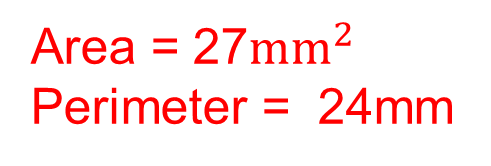 Area = 27mm²
Perimeter =  24mm